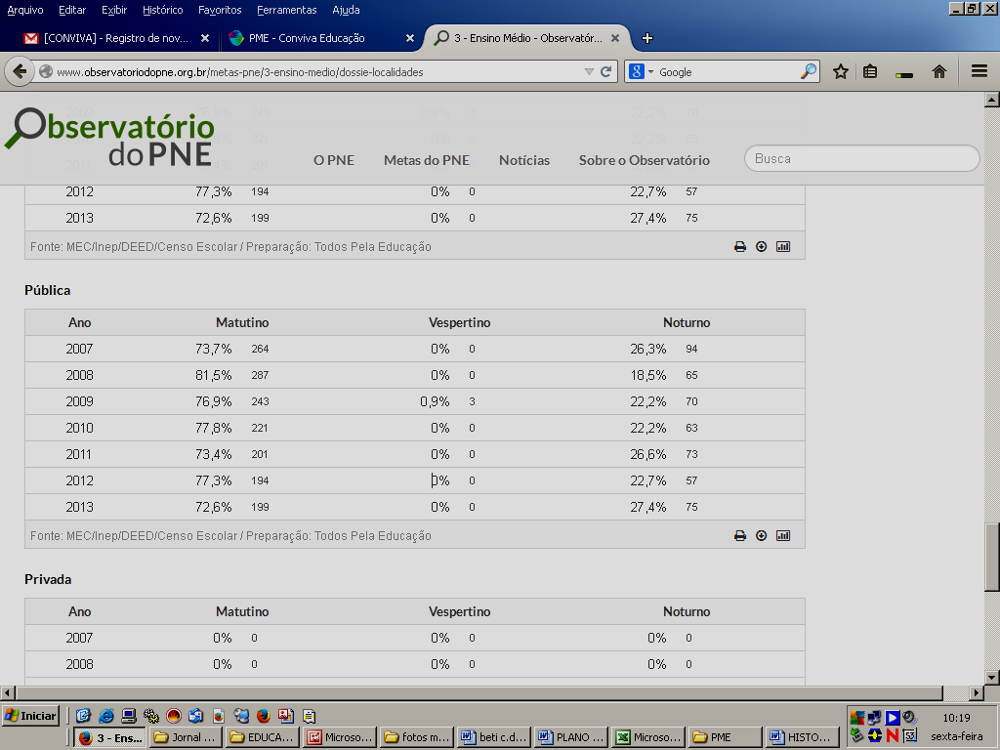 Arquivo Editar Exibir Histórico Favoritos Ferramentas Ajuda
[CONVIVA] - Registro de nov... × PME - Conviva Educação × 3 - Ensino Médio - Observatór... × +
www.observatoriodopne.org.br/metas-pne/3-ensino-medio/dossie-localidades Google
Observatório
do PNE
O PNE Metas do PNE Notícias Sobre o Observatório Busca
2012 77,3% 194 0% 0 22,7% 57
2013 72,6% 199 0% 0 27,4% 75
Fonte: MEC/Inep/DEED/Censo Escolar / Preparação: Todos Pela Educação
Pública
Ano Matutino Vespertino Noturno
2007 73,7% 264 0% 0 26,3% 94
2008 81,5% 287 0% 0 18,5% 65
2009 76,9% 243 0,9% 3 22,2% 70
2010 77,8% 221 0% 0 22,2% 63
2011 73,4% 201 0% 0 26,6% 73
2012 77,3% 194 0% 0 22,7% 57
2013 72,6% 199 0% 0 27,4% 75
Fonte: MEC/Inep/DEED/Censo Escolar / Preparação: Todos Pela Educação
Privada
Ano Matutino Vespertino Noturno
2007 0% 0 0% 0 0% 0
2008 0% 0 0% 0 0% 0
Iniciar 10:19
3 - Ens... Jornal ... EDUCA... Microso... fotos m... beti c.d... PLANO ... Microso... PME HISTO... sexta-feira